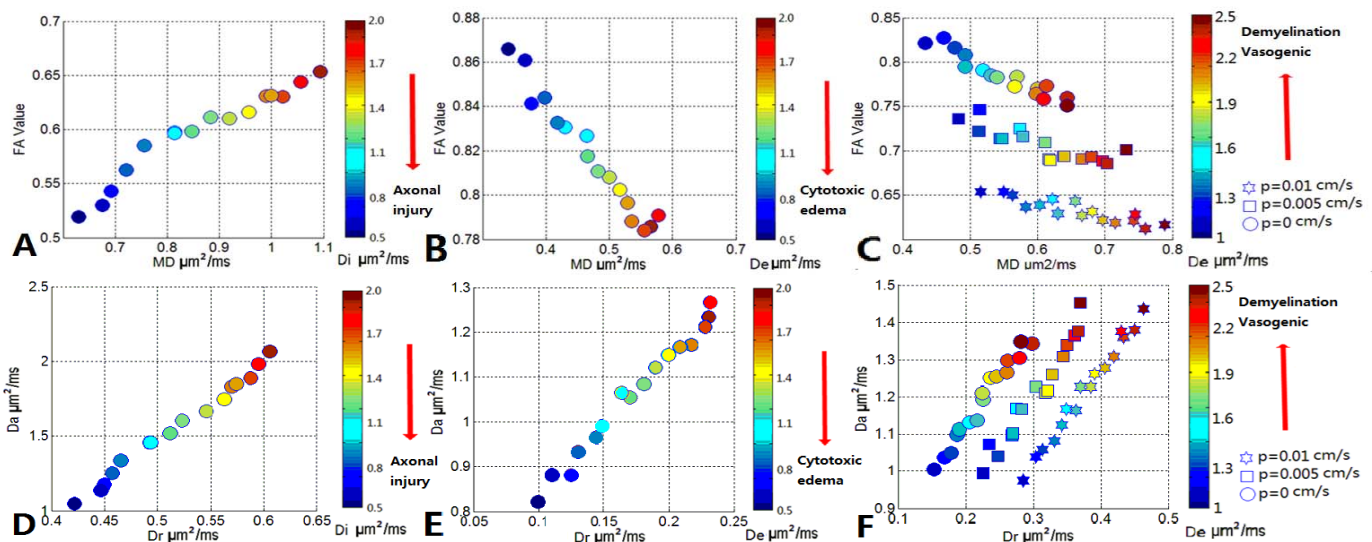 A
FA Value
0.65
0.6
0.55
0.5
0.7
0.8
0.9
1
1.1
MD μm²/ms
2.0
1.7
1.4
1.1
0.8
0.5
Di μm²/ms
Axonal
injury
B
FA Value
0.88
0.86
0.84
0.82
0.8
0.78
0.4
0.5
0.6
0.7
MD μm²/ms
2.0
1.7
1.4
1.1
0.8
0.5
De μm²/ms
Cytotoxic
edema
C
FA Value
0.85
0.8
0.75
0.7
0.65
0.4
0.5
0.6
0.7
0.8
MD um2/ms
2.5
2.2
1.9
1.6
1.3
1
De μm²/ms
Demyelination
Vasogenic
p=0.01 cm/s
p=0.005 cm/s
p=0 cm/s
D
Da μm²/ms
2.5
2
1.5
1
0.4
0.45
0.5
0.55
0.6
0.65
Dr μm²/ms
2.0
1.7
1.4
1.1
0.8
0.5
Di μm²/ms
Axonal
injury
E
Da μm²/ms
1.3
1.2
1.1
1
0.9
0.8
0.05
0.1
0.15
0.2
0.25
Dr μm²/ms
2.0
1.7
1.4
1.1
0.8
0.5
De μm²/ms
Cytotoxic
edema
F
Da μm²/ms
1.5
1.4
1.3
1.2
1.1
1
0.9
0.1
0.2
0.3
0.4
0.5
Dr μm²/ms
2.5
2.2
1.9
1.6
1.3
1
De μm²/ms
Demyelination
Vasogenic
p=0.01 cm/s
p=0.005 cm/s
p=0 cm/s